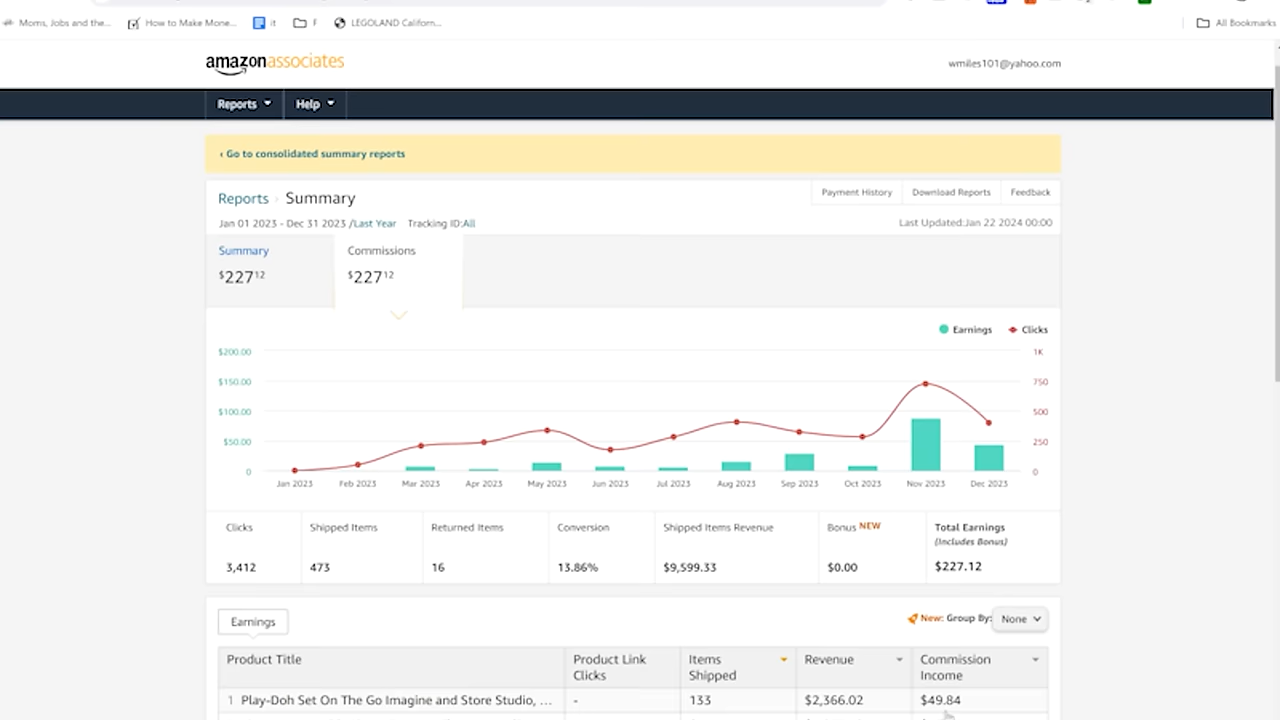 Moms, Jobs and the...
How to Make Mone...
it
F
LEGOLAND Californ...
All Bookmarks
amazonassociates
wmiles101@yahoo.com
Reports
Help
‹ Go to consolidated summary reports
Reports › Summary
Payment History
Download Reports
Feedback
Jan 01 2023 - Dec 31 2023 /Last Year Tracking ID:All
Last Updated:Jan 22 2024 00:00
Summary
Commissions
$227 12
$227 12
Earnings
Clicks
$200.00
1K
$150.00
750
$100.00
500
$50.00
250
0
0
Jan 2023 Feb 2023 Mar 2023 Apr 2023 May 2023 Jun 2023 Jul 2023 Aug 2023 Sep 2023 Oct 2023 Nov 2023 Dec 2023
Clicks Shipped Items Returned Items Conversion Shipped Items Revenue Bonus NEW Total Earnings
(Includes Bonus)
3,412 473 16 13.86% $9,599.33 $0.00 $227.12
Earnings
New: Group By: None
Product Title Product Link Clicks Items Shipped Revenue Commission Income
1 Play-Doh Set On The Go Imagine and Store Studio, ... - 133 $2,366.02 $49.84